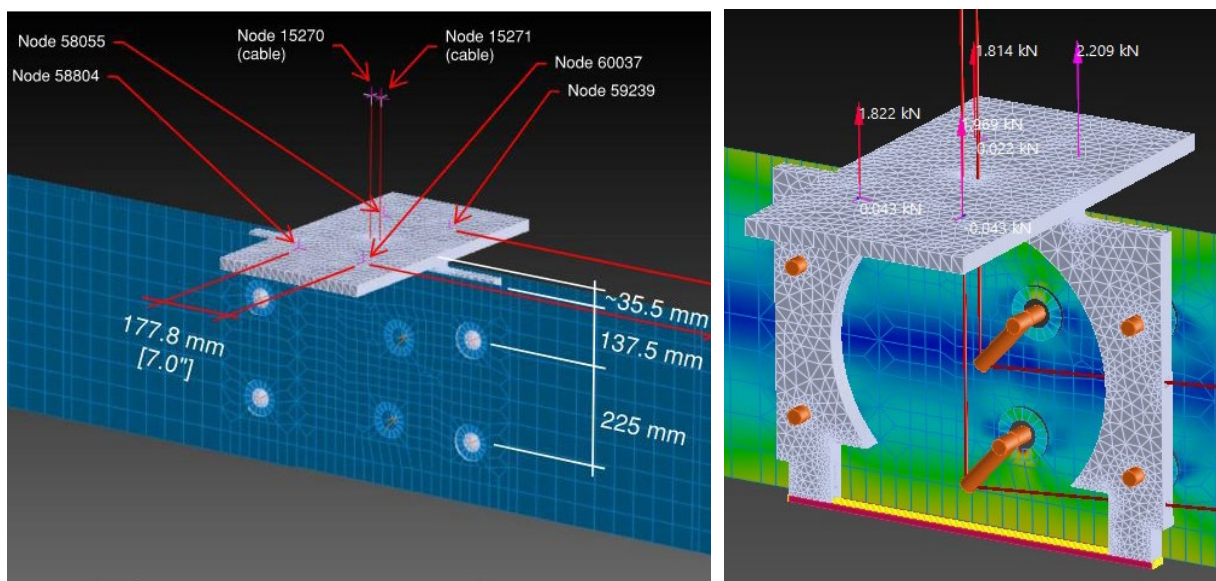 Node 58055
Node 58804
Node 15270
(cable)
Node 15271
(cable)
Node 60037
Node 59239
~35.5 mm
137.5 mm
177.8 mm
[7.0"]
225 mm
1.814 kN
2.209 kN
1.822 kN
1.969 kN
-0.022 kN
0.043 kN
-0.043 kN